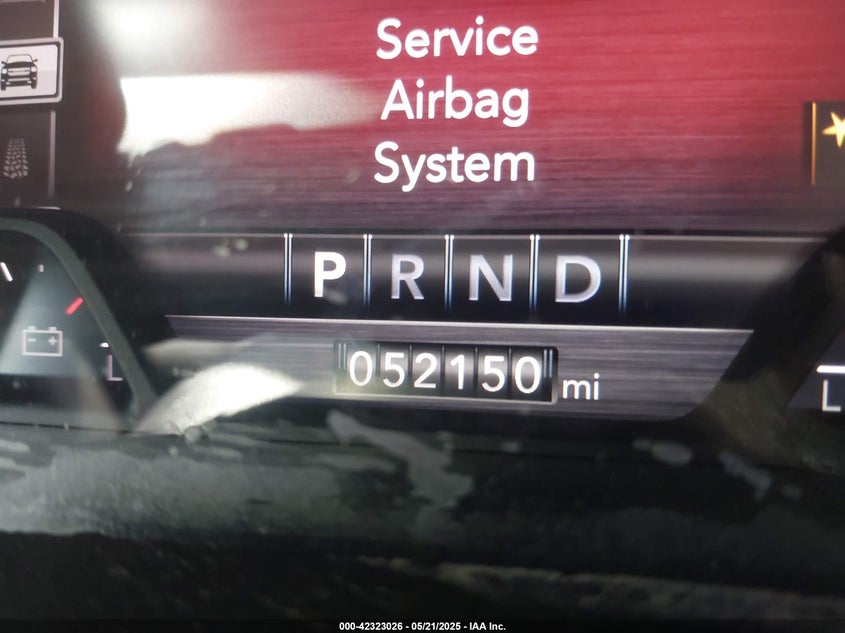 Service
Airbag
System
P R N D
052150 mi
L
L
000-42323026 - 05/21/2025 - IAA Inc.